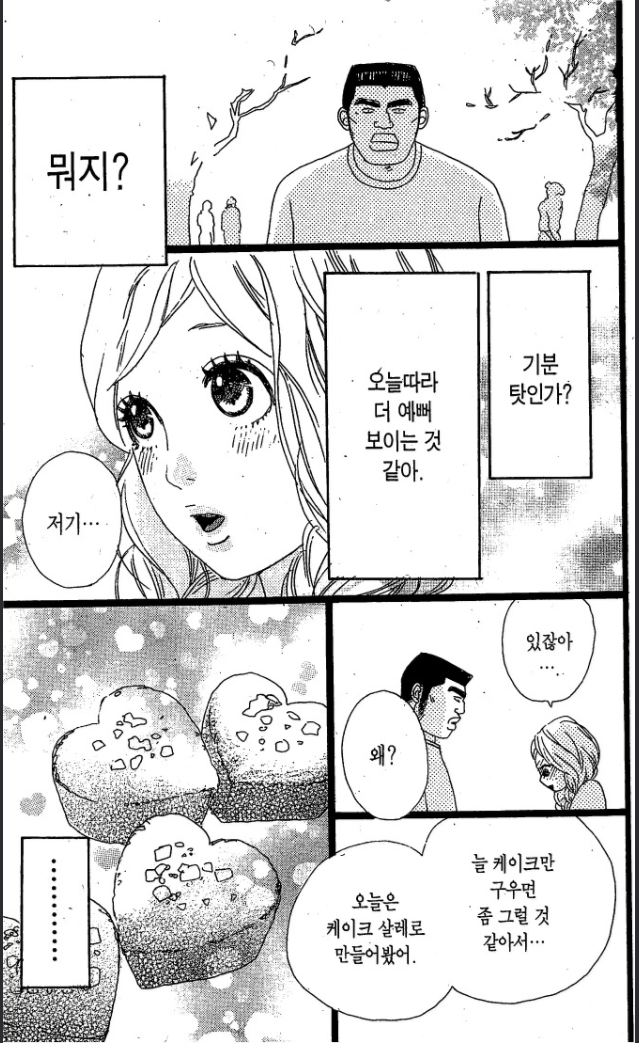 뭐지?
기분
탓인가?
오늘따라
더 예뻐
보이는 것
같아.
저기…
있잖아
….
왜?
늘 케이크만
구우면
좀 그럴 것
같아서…
오늘은
케이크 살레로
만들어봤어.
…………